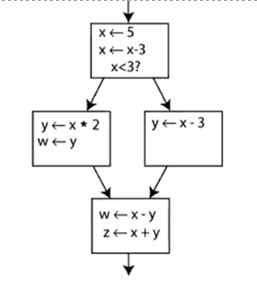 x ← 5
x ← x-3
x<3?
y ← x * 2
w ← y
y ← x - 3
w ← x - y
z ← x + y